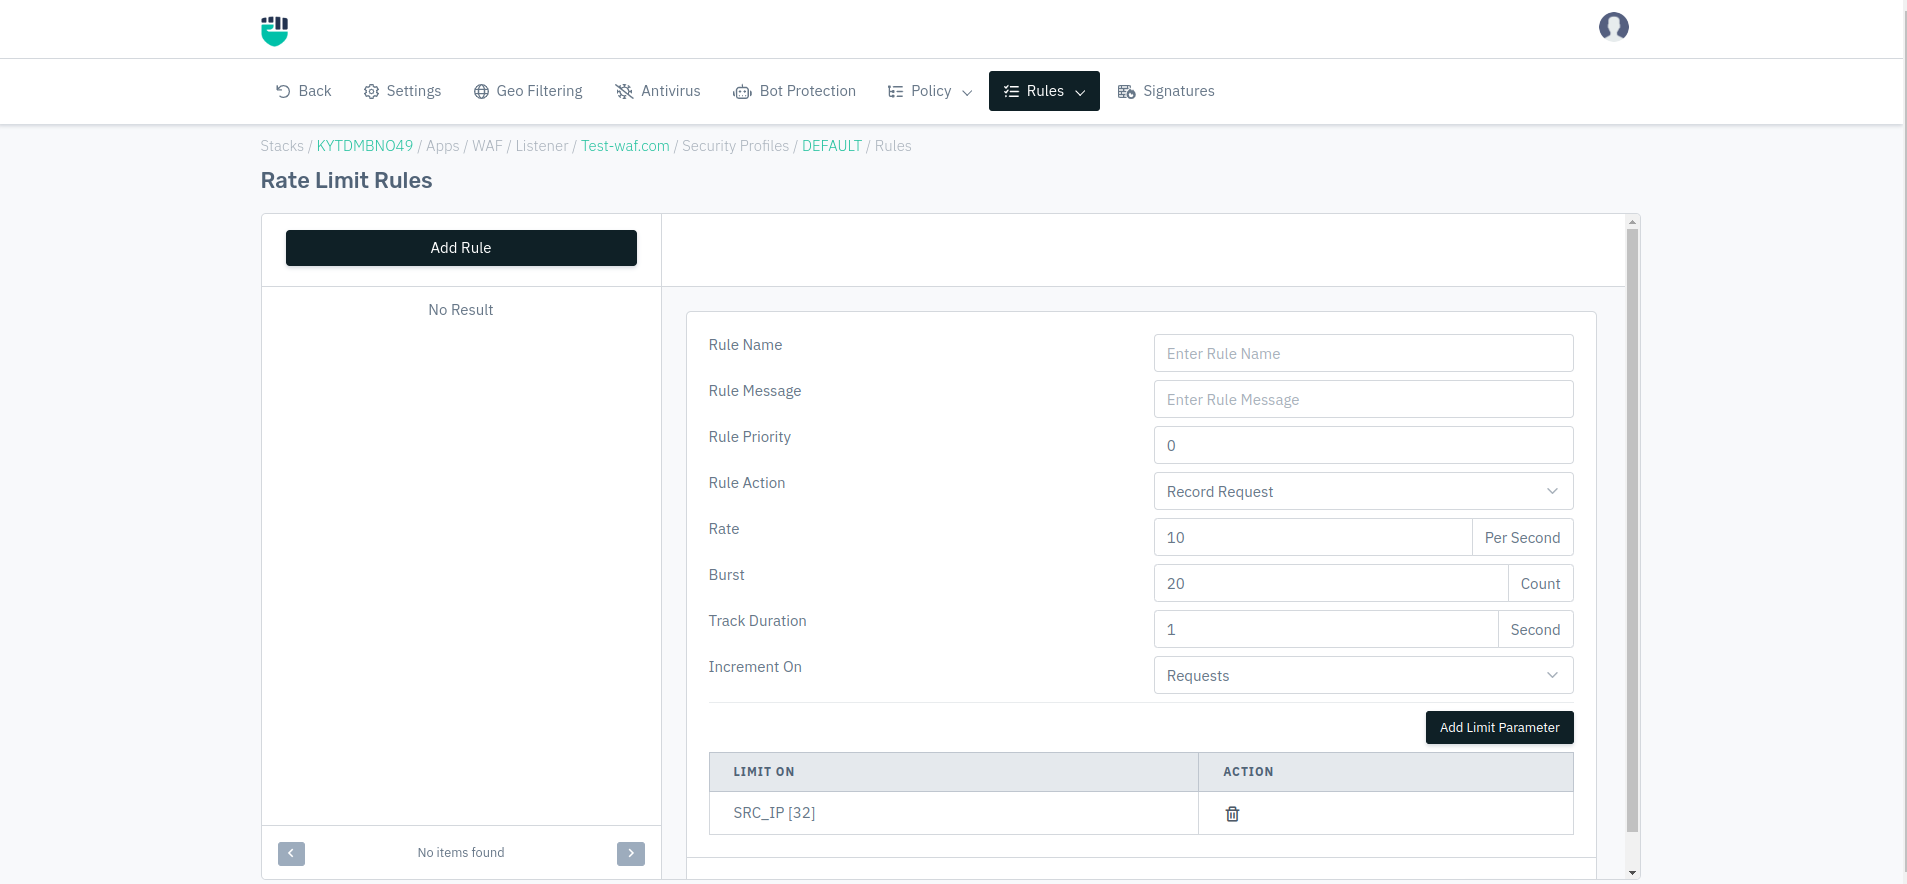 Back Settings Geo Filtering Antivirus Bot Protection Policy Rules Signatures
Stacks / KYTDMBNO49 / Apps / WAF / Listener / Test-waf.com / Security Profiles / DEFAULT / Rules
Rate Limit Rules
Add Rule
No Result
No items found
Rule Name
Enter Rule Name
Rule Message
Enter Rule Message
Rule Priority
0
Rule Action
Record Request
Rate
10 Per Second
Burst
20 Count
Track Duration
1 Second
Increment On
Requests
Add Limit Parameter
LIMIT ON ACTION
SRC_IP [32]